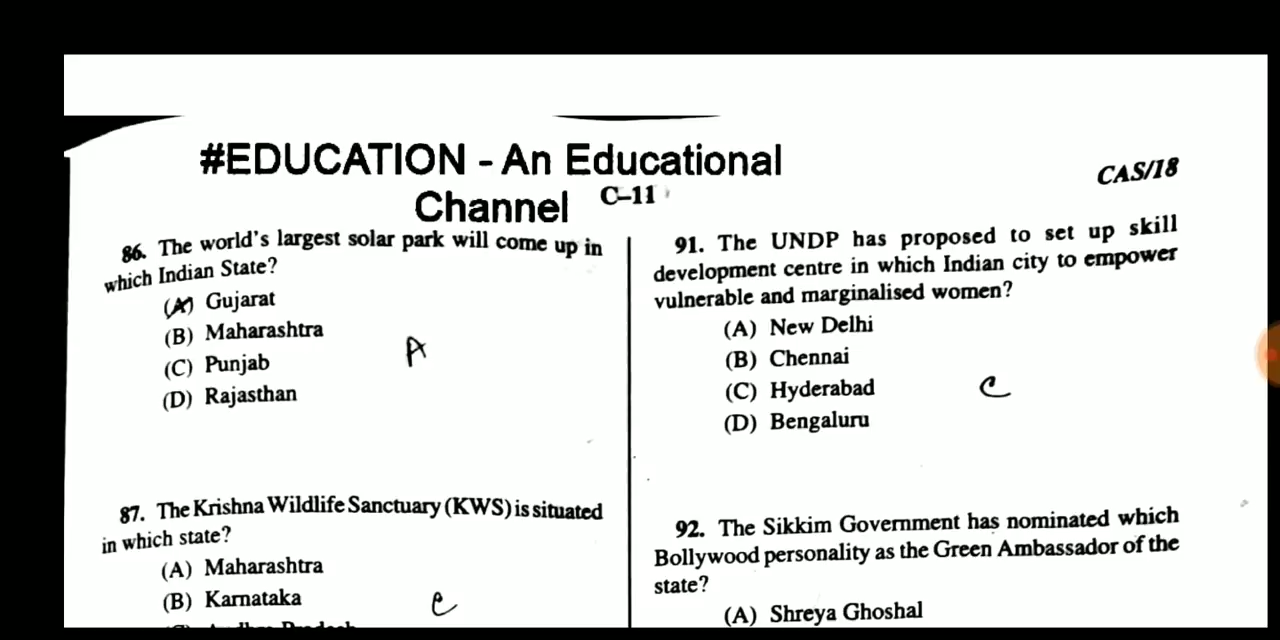 #EDUCATION - An Educational
Channel
C-11
CAS/18
86. The world's largest solar park will come up in
which Indian State?
(A) Gujarat
(B) Maharashtra
(C) Punjab
(D) Rajasthan
A
87. The Krishna Wildlife Sanctuary (KWS) is situated
in which state?
(A) Maharashtra
(B) Karnataka
C
(C) Andhra Pradesh
91. The UNDP has proposed to set up skill
development centre in which Indian city to empower
vulnerable and marginalised women?
(A) New Delhi
(B) Chennai
(C) Hyderabad
(D) Bengaluru
C
92. The Sikkim Government has nominated which
Bollywood personality as the Green Ambassador of the
state?
(A) Shreya Ghoshal